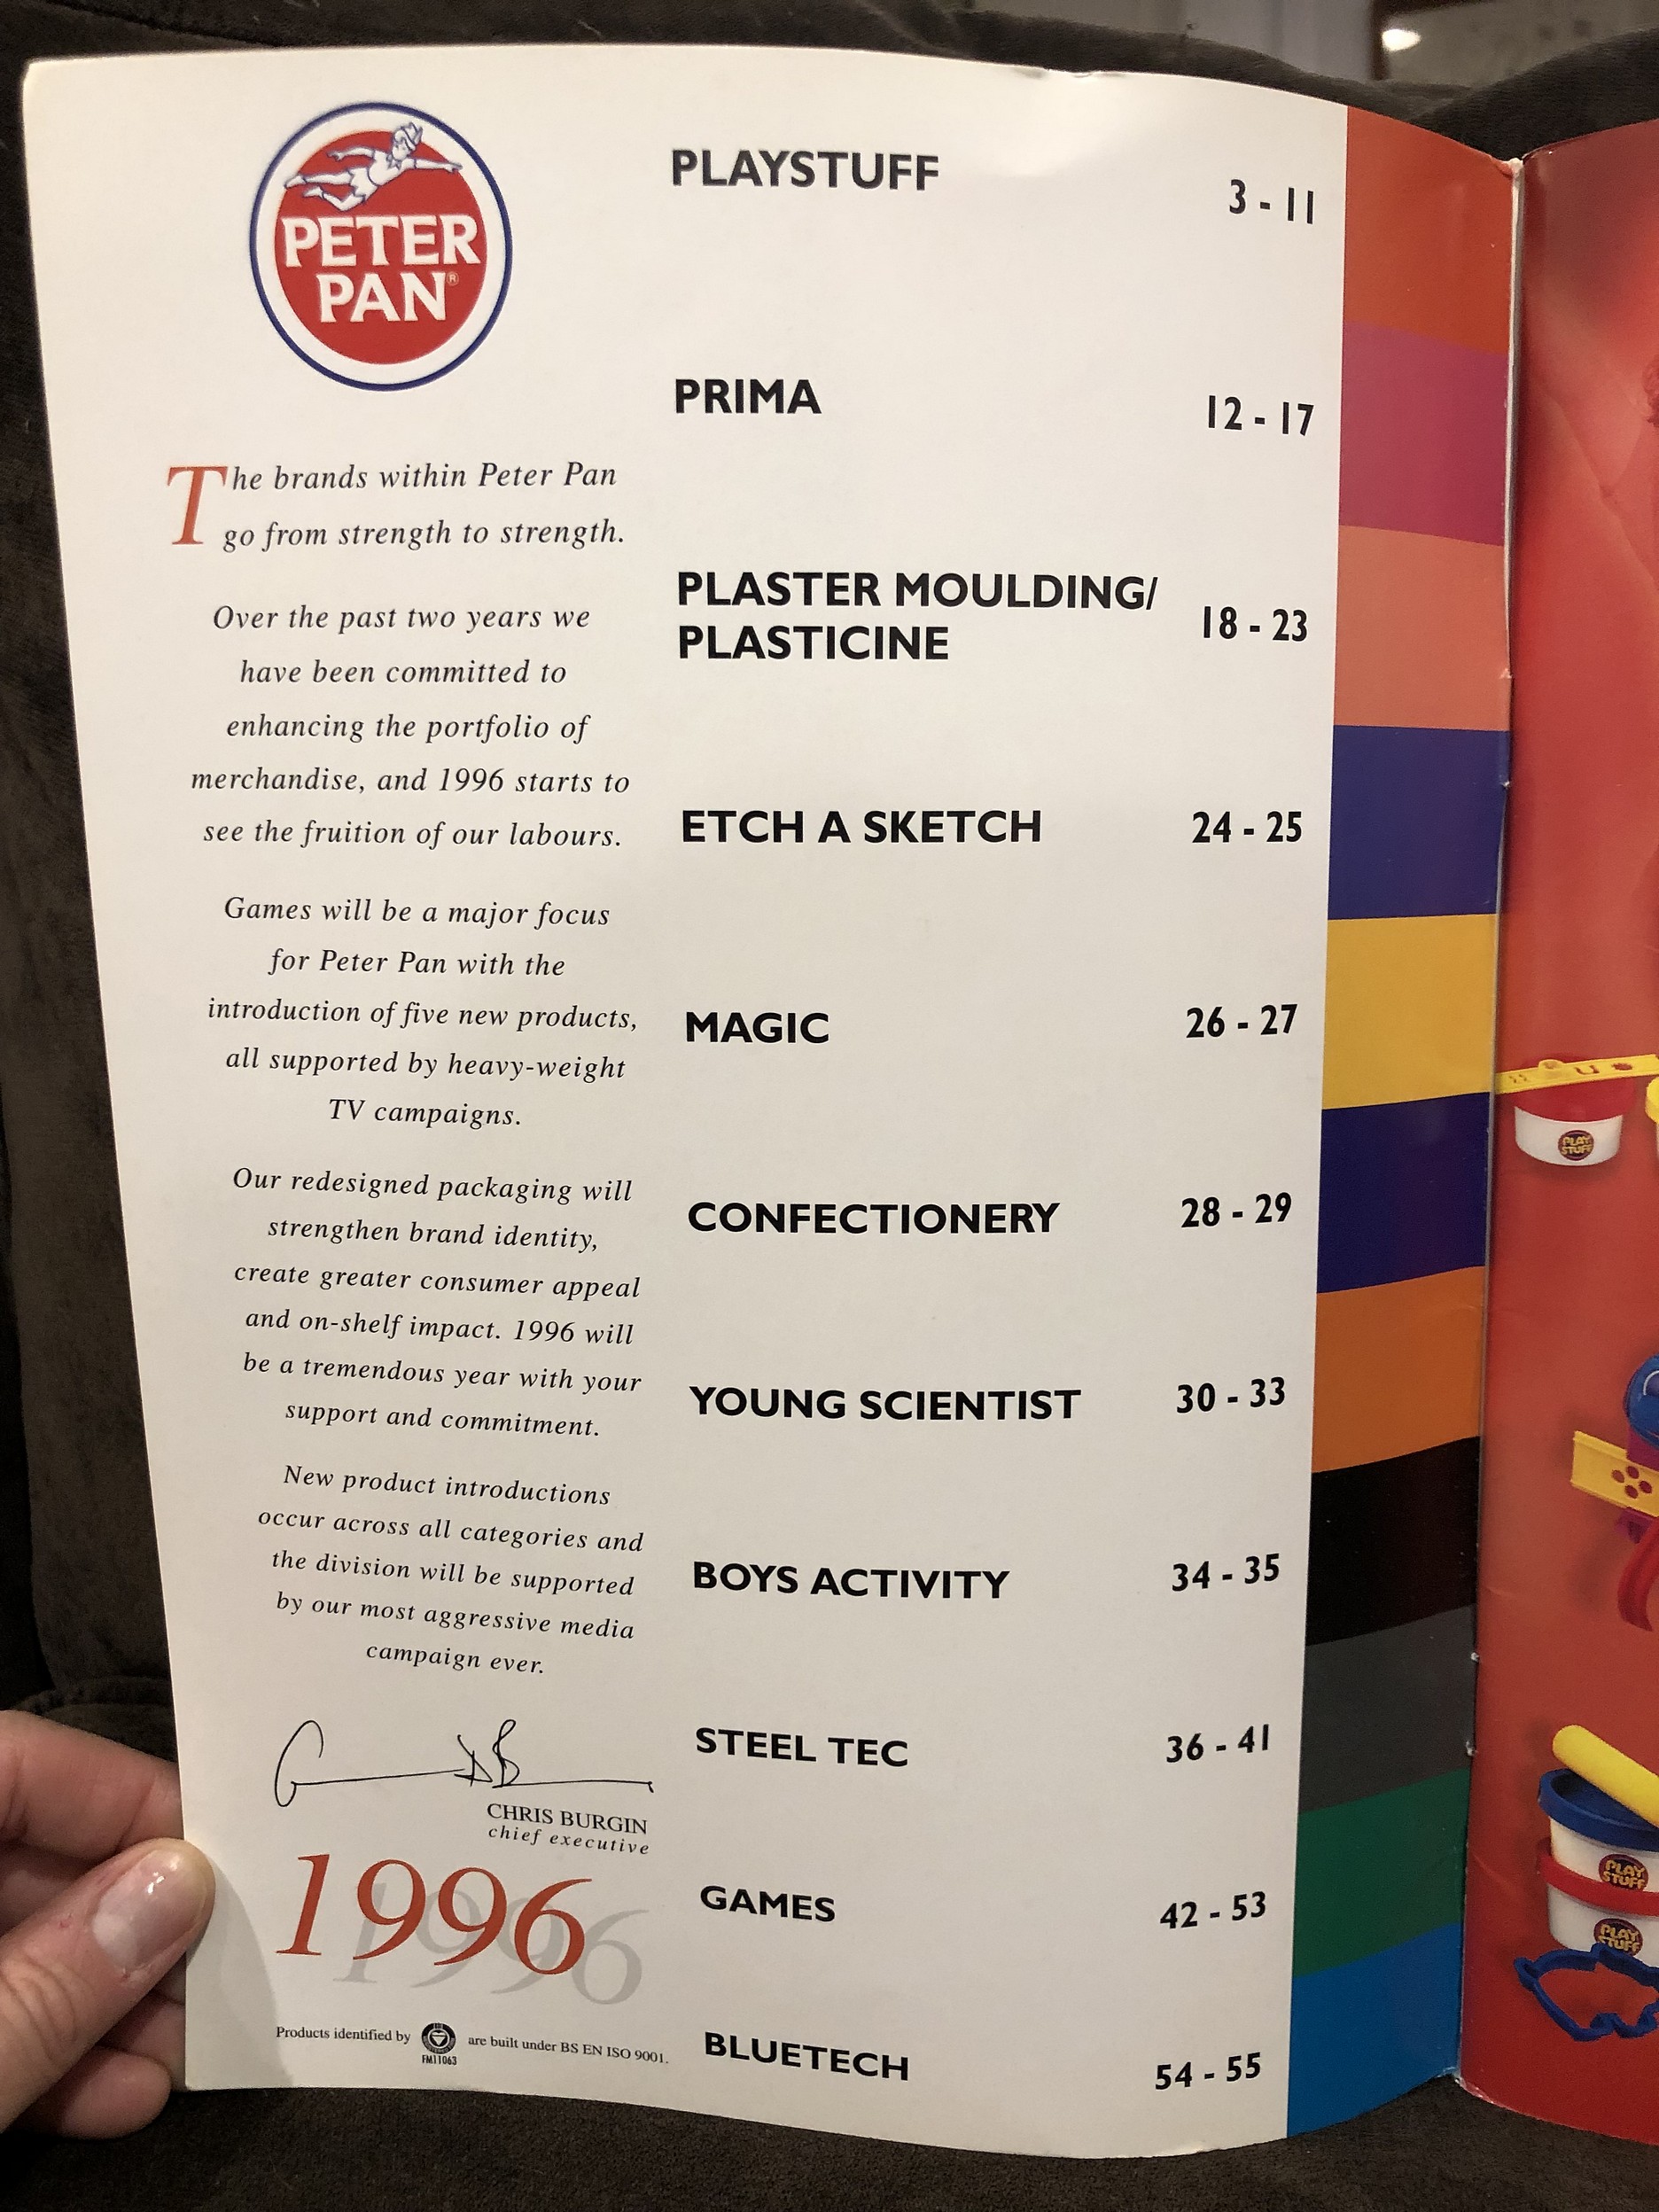 PETER
PAN®
The brands within Peter Pan
go from strength to strength.
Over the past two years we
have been committed to
enhancing the portfolio of
merchandise, and 1996 starts to
see the fruition of our labours.
Games will be a major focus
for Peter Pan with the
introduction of five new products,
all supported by heavy-weight
TV campaigns.
Our redesigned packaging will
strengthen brand identity,
create greater consumer appeal
and on-shelf impact. 1996 will
be a tremendous year with your
support and commitment.
New product introductions
occur across all categories and
the division will be supported
by our most aggressive media
campaign ever.
CHRIS BURGIN
chief executive
1996
1996
Products identified by are built under BS EN ISO 9001.
FM11063
PLAYSTUFF 3 - 11
PRIMA 12 - 17
PLASTER MOULDING/
PLASTICINE 18 - 23
ETCH A SKETCH 24 - 25
MAGIC 26 - 27
CONFECTIONERY 28 - 29
YOUNG SCIENTIST 30 - 33
BOYS ACTIVITY 34 - 35
STEEL TEC 36 - 41
GAMES 42 - 53
BLUETECH 54 - 55
PLAY
STUFF
PLAY
STUFF
PLAY
STUFF